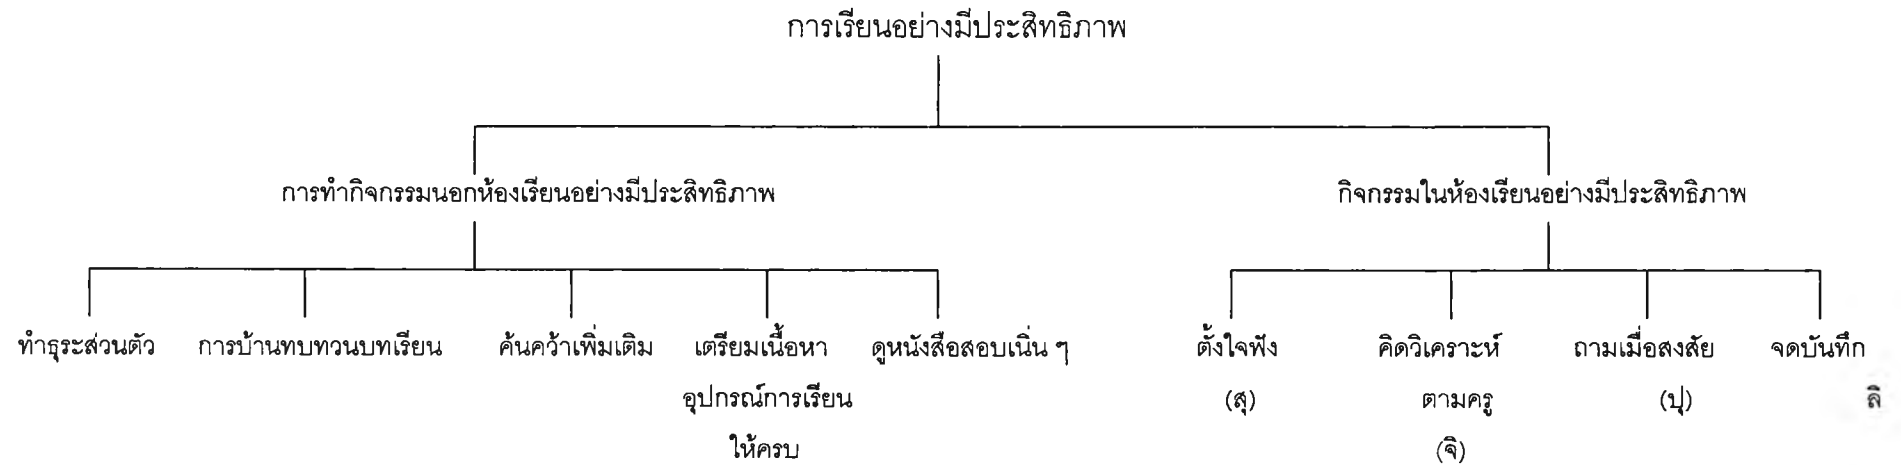 การเรียนอย่างมีประสิทธิภาพ
การทำกิจกรรมนอกห้องเรียนอย่างมีประสิทธิภาพ
กิจกรรมในห้องเรียนอย่างมีประสิทธิภาพ
ทำธุระส่วนตัว การบ้านทบทวนบทเรียน ค้นคว้าเพิ่มเติม เตรียมเนื้อหา ดูหนังสือสอบเนิ่น ๆ ตั้งใจฟัง คิดวิเคราะห์ ถามเมื่อสงสัย จดบันทึก
อุปกรณ์การเรียน (สุ) ตามครู (ปุ) ลิ
ให้ครบ (จิ)